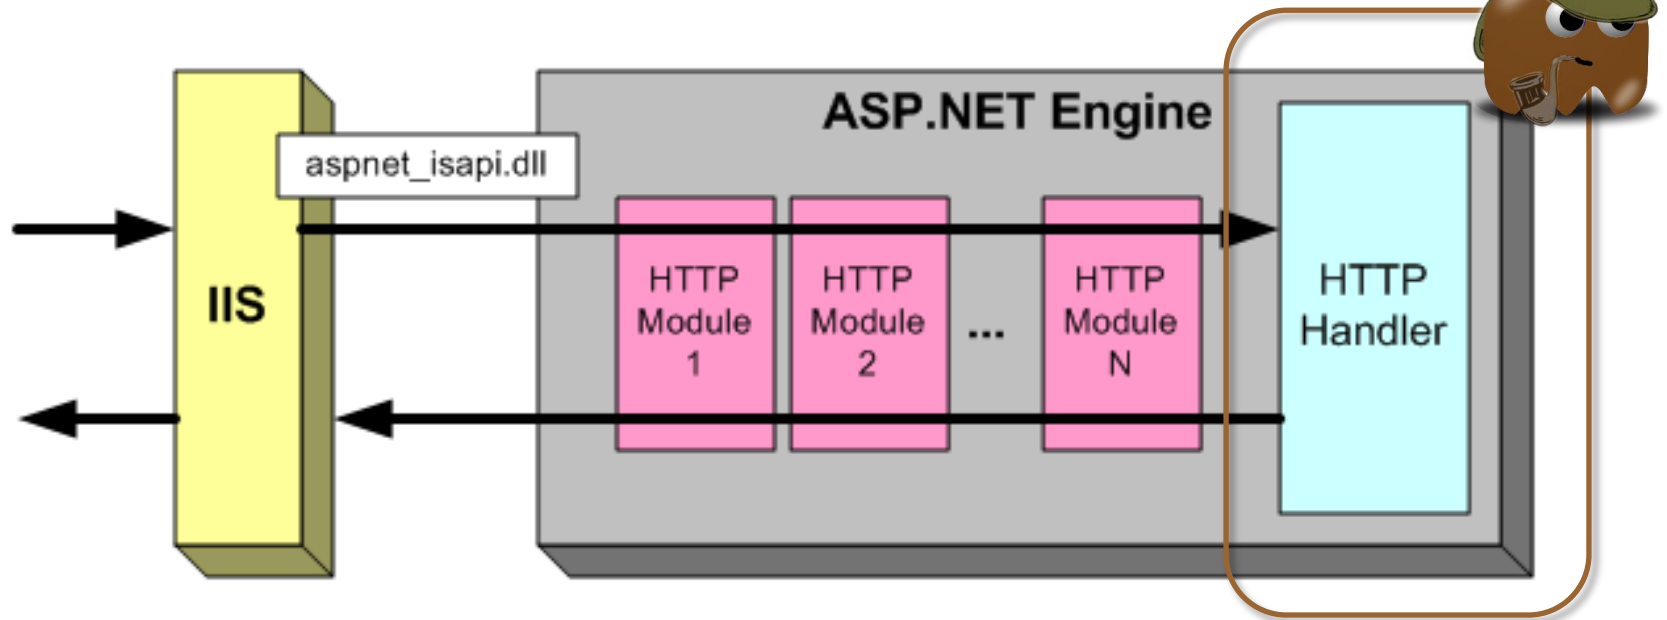 ASP.NET Engine
aspnet_isapi.dll
IIS
HTTP
Module
1
HTTP
Module
2
...
HTTP
Module
N
HTTP
Handler